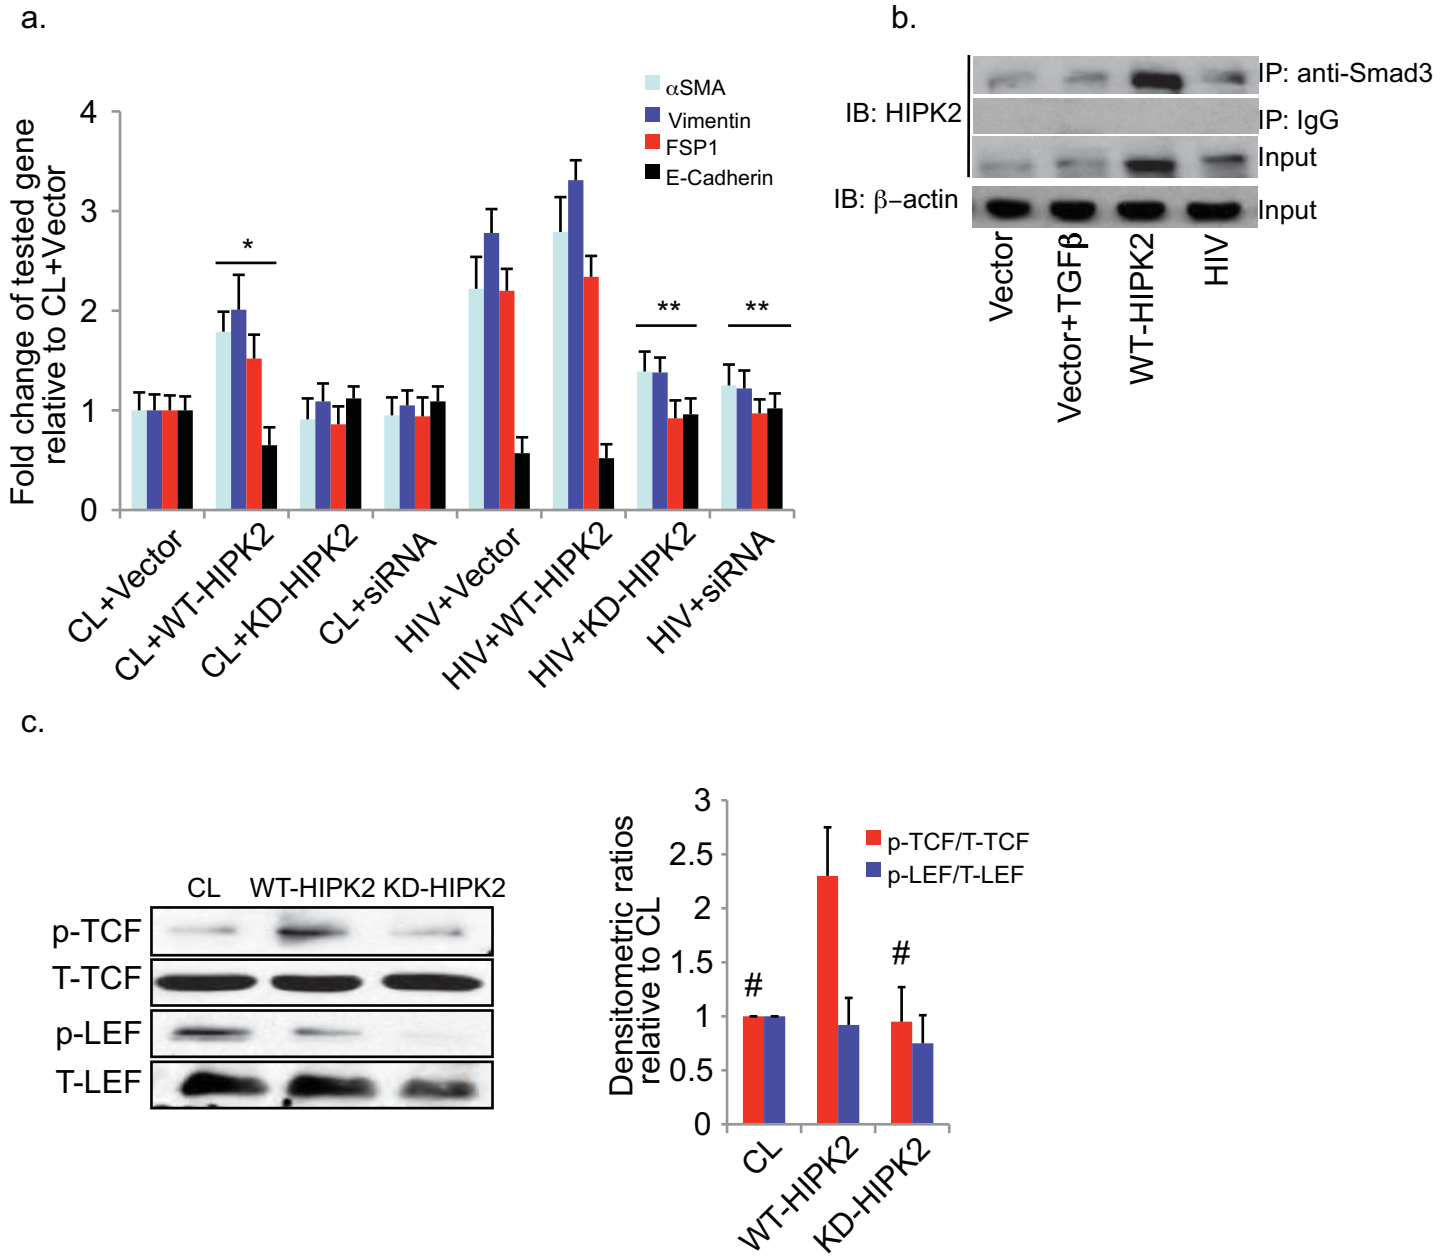 a.
Fold change of tested gene
relative to CL+Vector
4
3
2
1
0
αSMA
Vimentin
FSP1
E-Cadherin
*
**
**
CL+Vector
CL+WT-HIPK2
CL+KD-HIPK2
CL+siRNA
HIV+Vector
HIV+WT-HIPK2
HIV+KD-HIPK2
HIV+siRNA
b.
IB: HIPK2
IP: anti-Smad3
IP: IgG
Input
IB: β−actin
Input
Vector
Vector+TGFβ
WT-HIPK2
HIV
c.
CL WT-HIPK2 KD-HIPK2
p-TCF
T-TCF
p-LEF
T-LEF
Densitometric ratios
relative to CL
3
2.5
2
1.5
1
0.5
0
p-TCF/T-TCF
p-LEF/T-LEF
#
#
CL
WT-HIPK2
KD-HIPK2